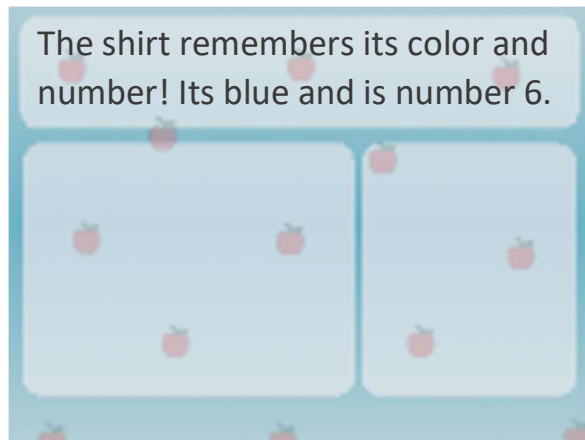 The shirt remembers its color and
number! Its blue and is number 6.